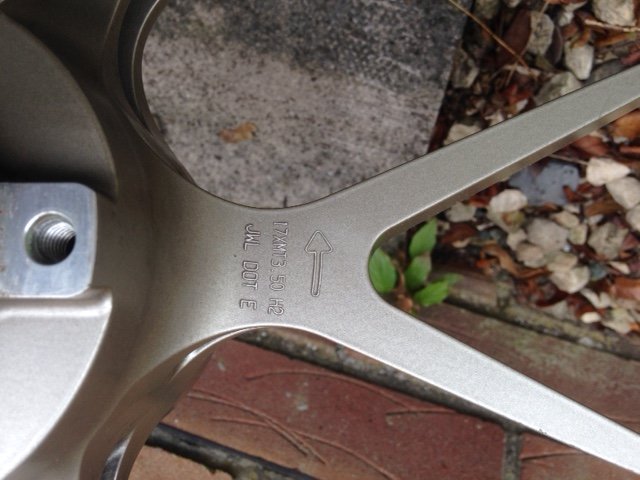 17XMT3.50 H2
JWL DOT E